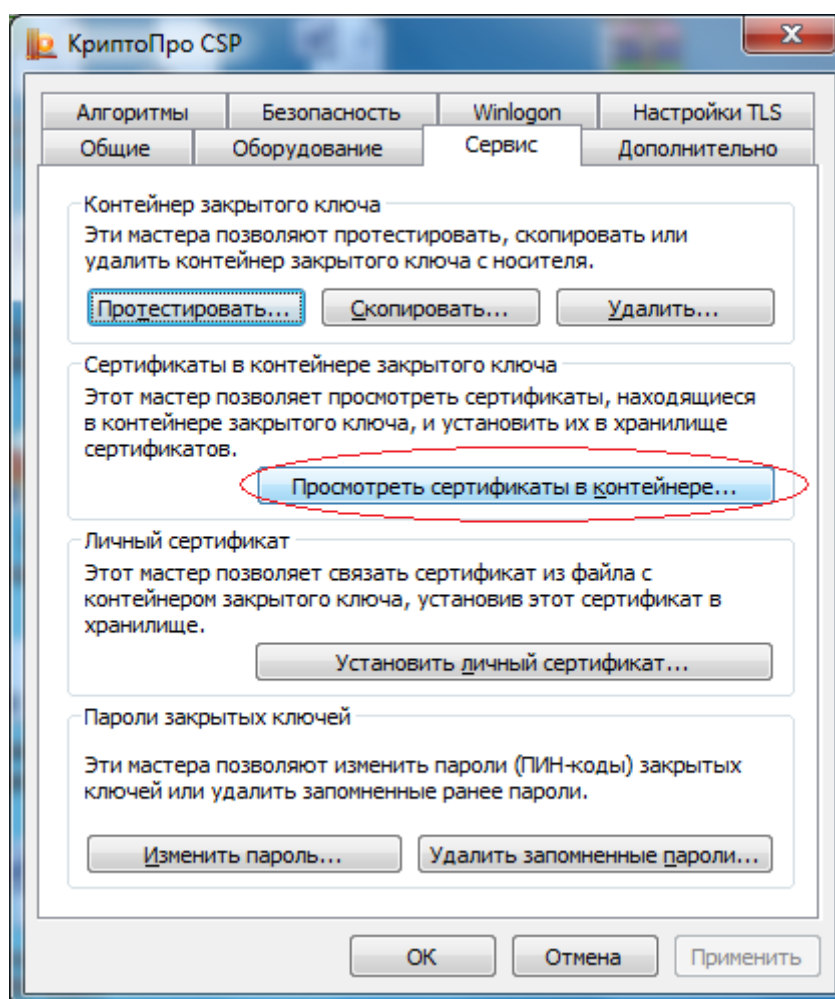 КриптоПро CSP
Алгоритмы Безопасность Winlogon Настройки TLS
Общие Оборудование Сервис Дополнительно
Контейнер закрытого ключа
Эти мастера позволяют протестировать, скопировать или
удалить контейнер закрытого ключа с носителя.
Протестировать... Скопировать... Удалить...
Сертификаты в контейнере закрытого ключа
Этот мастер позволяет просмотреть сертификаты, находящиеся
в контейнере закрытого ключа, и установить их в хранилище
сертификатов.
Просмотреть сертификаты в контейнере...
Личный сертификат
Этот мастер позволяет связать сертификат из файла с
контейнером закрытого ключа, установив этот сертификат в
хранилище.
Установить личный сертификат...
Пароли закрытых ключей
Эти мастера позволяют изменить пароли (ПИН-коды) закрытых
ключей или удалить запомненные ранее пароли.
Изменить пароль... Удалить запомненные пароли...
ОК Отмена Применить